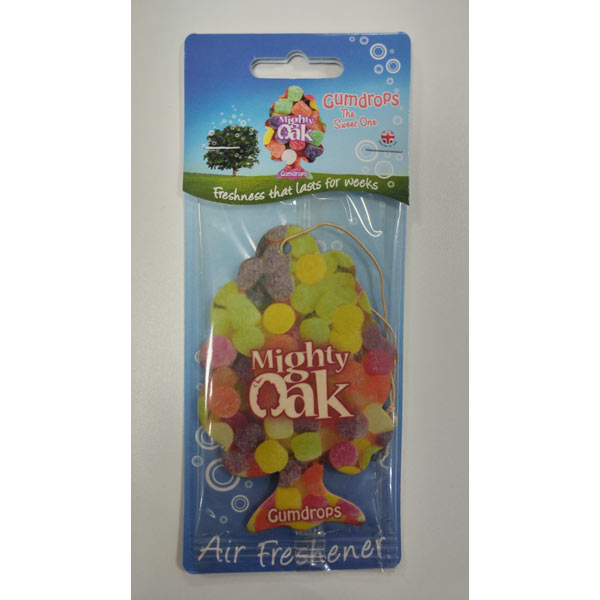 Gumdrops
The
Sweet One
Mighty
Oak
Gumdrops
Freshness that lasts for weeks
Mighty
Oak
Gumdrops
Air Freshener